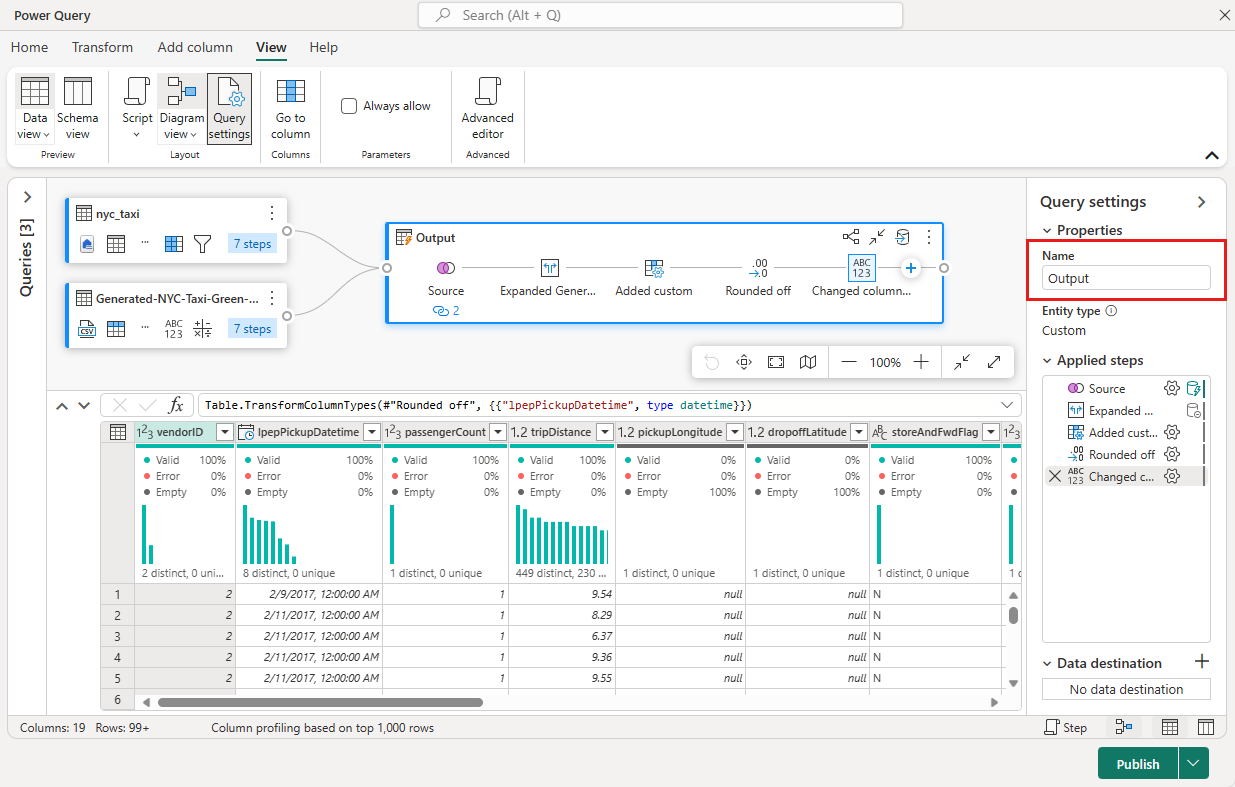 Power Query
Search (Alt + Q)
Home Transform Add column View Help
Data view
Schema view
Preview
Script
Diagram view
Query settings
Layout
Go to column
Columns
Always allow
Parameters
Advanced editor
Advanced
Queries [3]
nyc_taxi
7 steps
Generated-NYC-Taxi-Green-...
CSV
ABC 123
7 steps
Output
Source
Expanded Gener...
Added custom
Rounded off
ABC 123
Changed column...
2
100%
fx
Table.TransformColumnTypes(#"Rounded off", {{"lpepPickupDatetime", type datetime}})
vendorID lpepPickupDatetime passengerCount tripDistance pickupLongitude dropoffLatitude storeAndFwdFlag
Valid 100% Valid 100% Valid 100% Valid 100% Valid 0% Valid 0% Valid 100%
Error 0% Error 0% Error 0% Error 0% Error 0% Error 0% Error 0%
Empty 0% Empty 0% Empty 0% Empty 0% Empty 100% Empty 100% Empty 0%
2 distinct, 0 uni... 8 distinct, 0 unique 1 distinct, 0 unique 449 distinct, 230 ... 1 distinct, 0 unique 1 distinct, 0 unique 1 distinct, 0 unique
1 2 2/9/2017, 12:00:00 AM 1 9.54 null null N
2 2 2/11/2017, 12:00:00 AM 1 8.29 null null N
3 2 2/11/2017, 12:00:00 AM 1 6.37 null null N
4 2 2/11/2017, 12:00:00 AM 1 9.36 null null N
5 2 2/11/2017, 12:00:00 AM 1 9.55 null null N
6
Query settings
Properties
Name
Output
Entity type
Custom
Applied steps
Source
Expanded ...
Added cust...
Rounded off
Changed c...
Data destination
No data destination
Columns: 19 Rows: 99+ Column profiling based on top 1,000 rows
Step
Publish